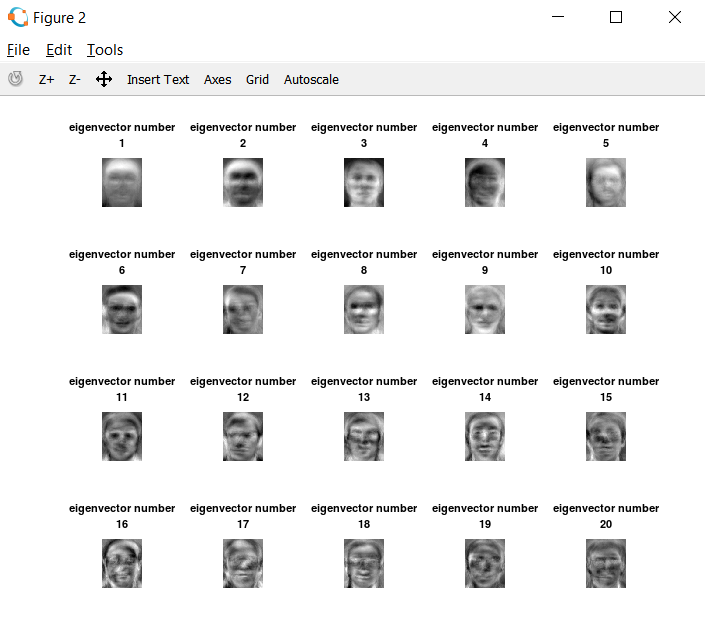 Figure 2
File Edit Tools
Z+ Z- Insert Text Axes Grid Autoscale
eigenvector number eigenvector number eigenvector number eigenvector number eigenvector number
1 2 3 4 5
eigenvector number eigenvector number eigenvector number eigenvector number eigenvector number
6 7 8 9 10
eigenvector number eigenvector number eigenvector number eigenvector number eigenvector number
11 12 13 14 15
eigenvector number eigenvector number eigenvector number eigenvector number eigenvector number
16 17 18 19 20